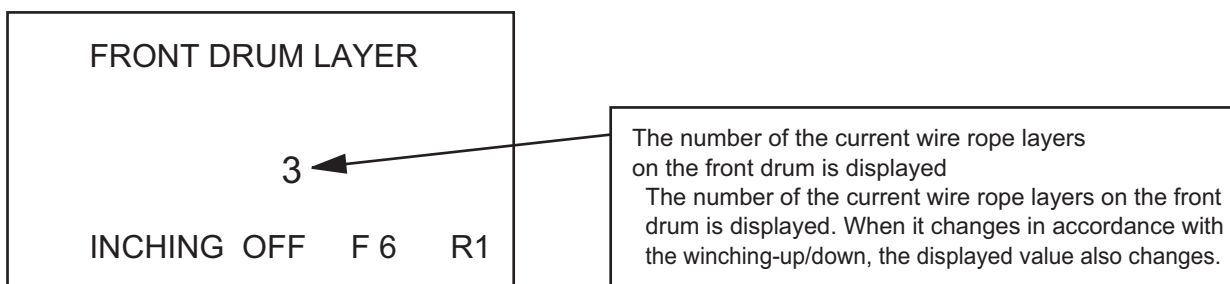 FRONT DRUM LAYER
3
INCHING OFF F 6 R1
The number of the current wire rope layers
on the front drum is displayed
The number of the current wire rope layers on the front
drum is displayed. When it changes in accordance with
the winching-up/down, the displayed value also changes.